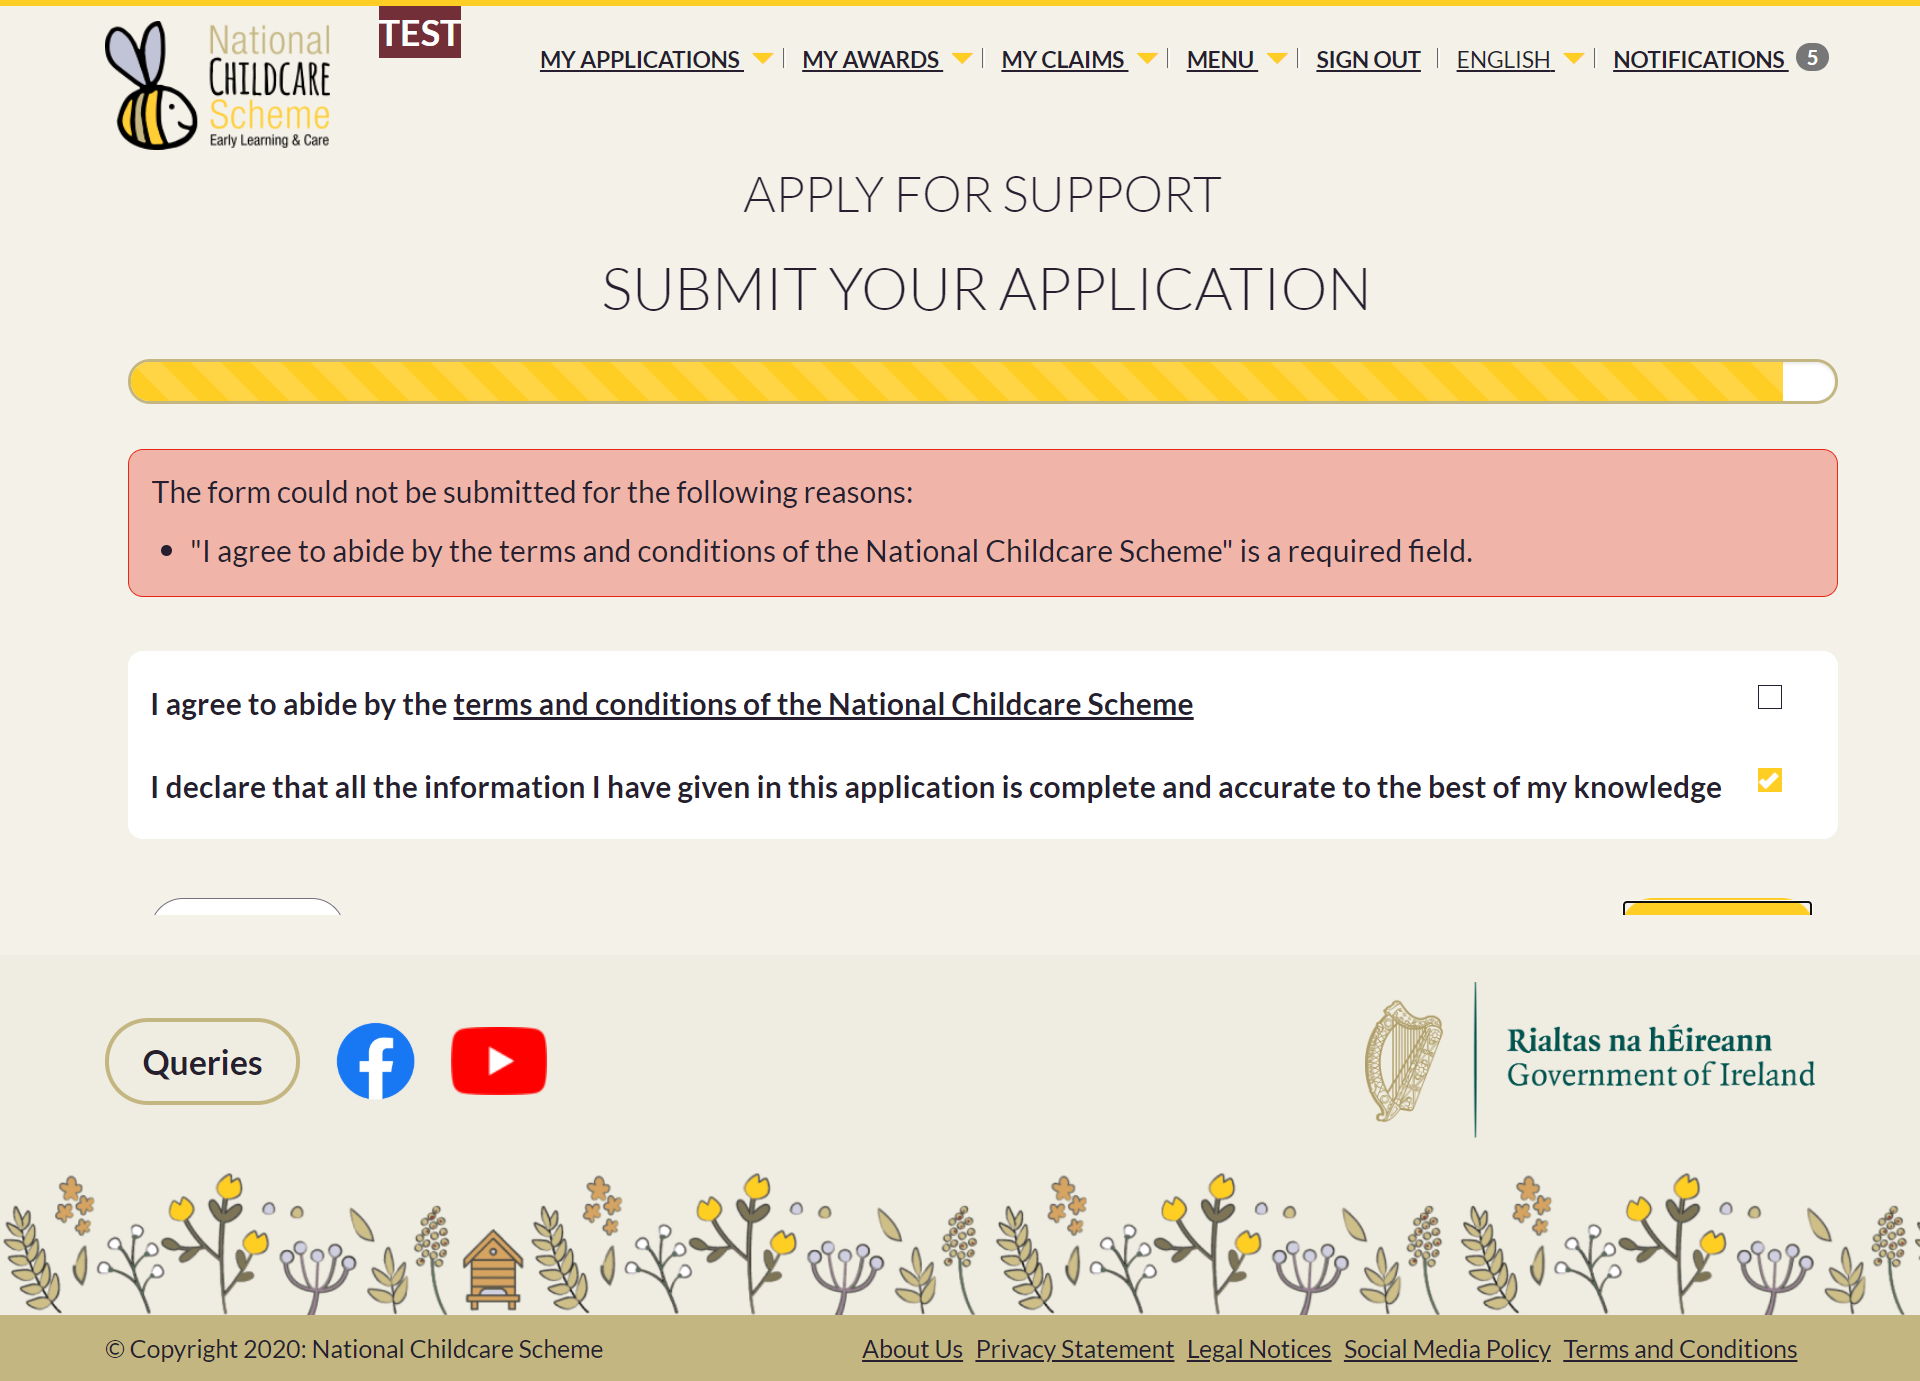 National
CHILDCARE
Scheme
Early Learning & Care
TEST
MY APPLICATIONS
MY AWARDS
MY CLAIMS
MENU
SIGN OUT
ENGLISH
NOTIFICATIONS 5
APPLY FOR SUPPORT
SUBMIT YOUR APPLICATION
The form could not be submitted for the following reasons:
"I agree to abide by the terms and conditions of the National Childcare Scheme" is a required field.
I agree to abide by the terms and conditions of the National Childcare Scheme
I declare that all the information I have given in this application is complete and accurate to the best of my knowledge
Queries
Rialtas na hÉireann
Government of Ireland
© Copyright 2020: National Childcare Scheme
About Us
Privacy Statement
Legal Notices
Social Media Policy
Terms and Conditions